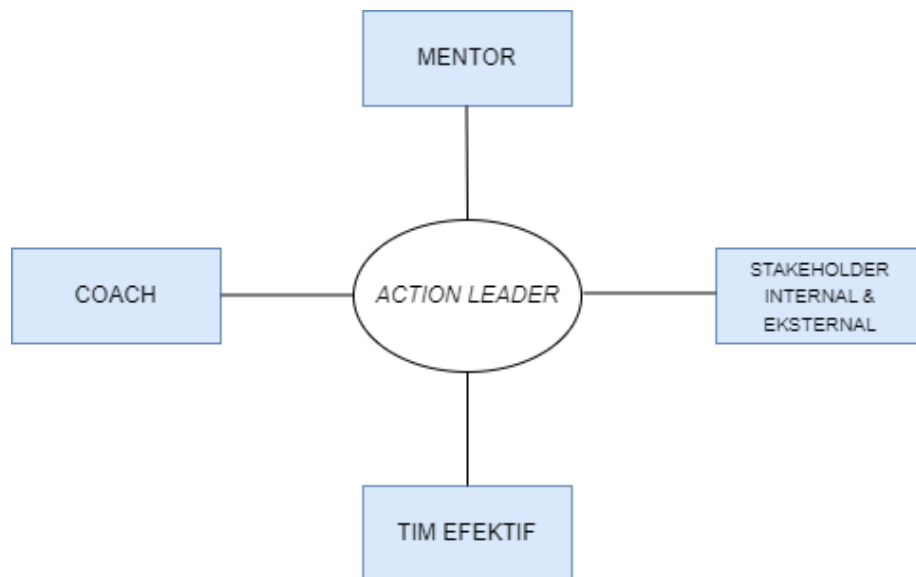 MENTOR
COACH
ACTION LEADER
STAKEHOLDER
INTERNAL &
EKSTERNAL
TIM EFEKTIF